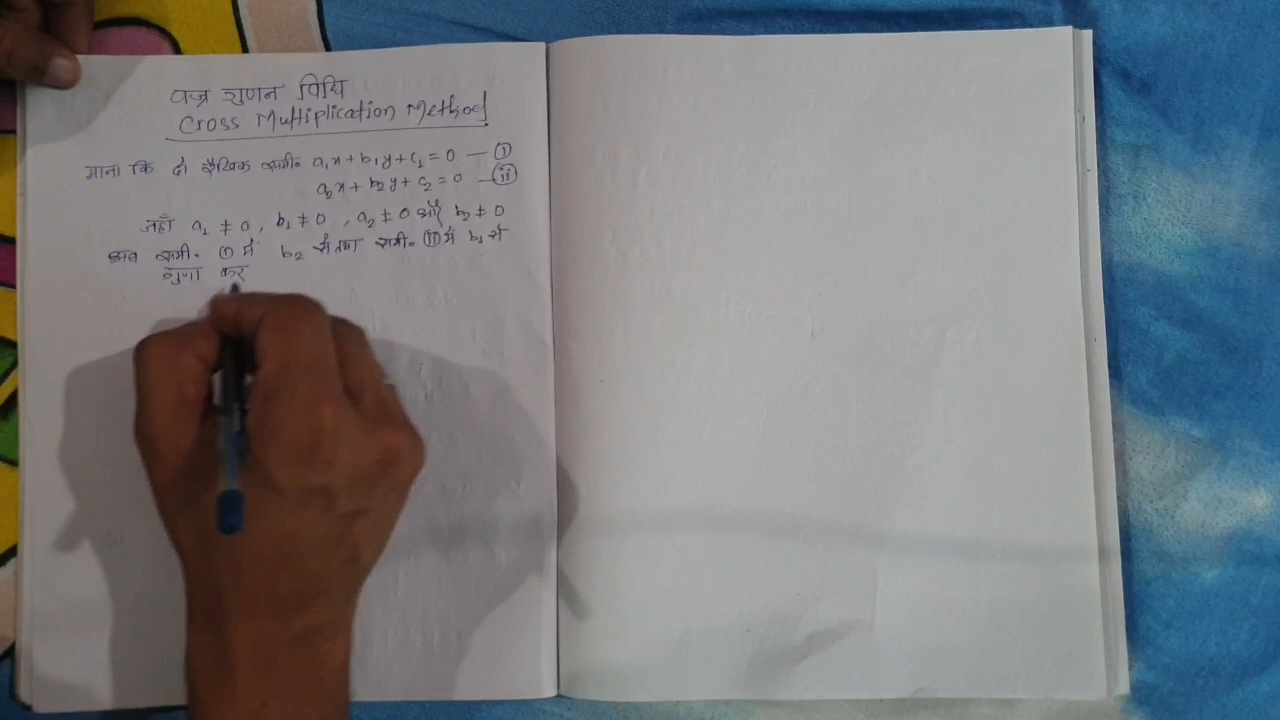 वज्र गुणन विधि
Cross Multiplication Method
माना कि दो रैखिक समी० a₁x + b₁y + c₁ = 0 — (i)
a₂x + b₂y + c₂ = 0 — (ii)
जहाँ a₁ ≠ 0, b₁ ≠ 0, a₂ ≠ 0 और b₂ ≠ 0
अब समी० (i) में b₂ से तथा समी० (ii) में b₁ से
गुणा कर